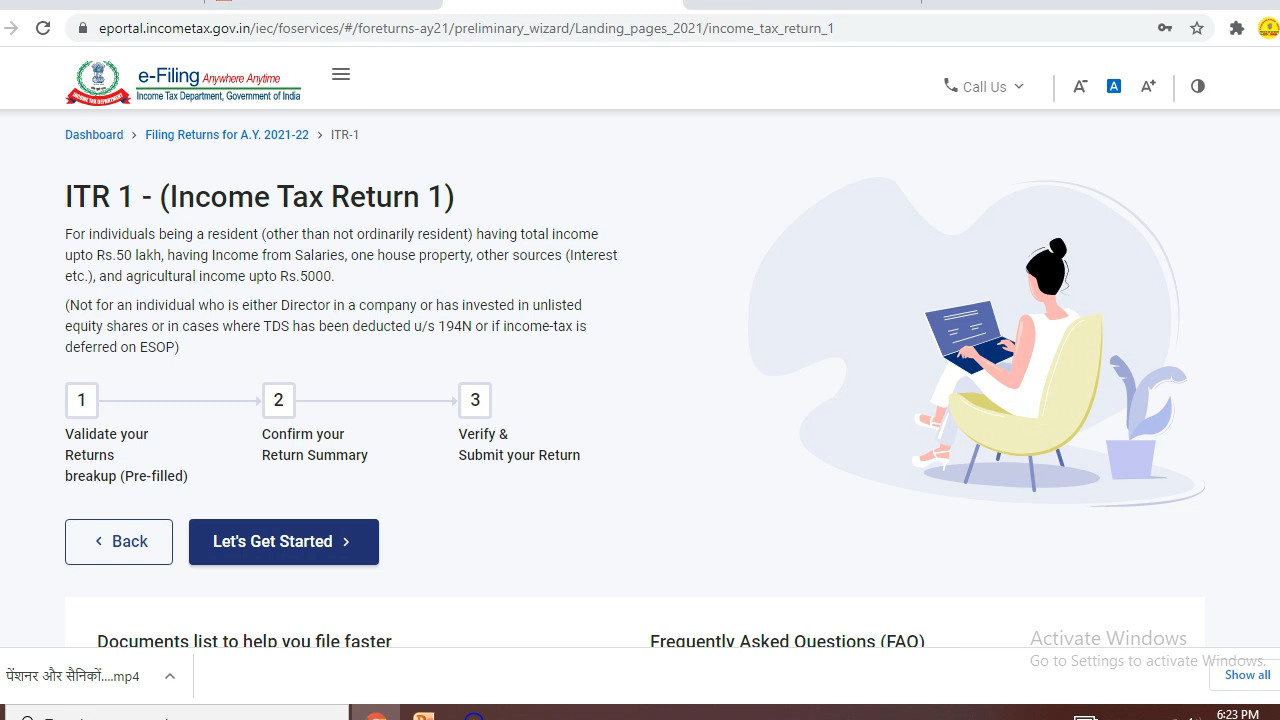 eportal.incometax.gov.in/iec/foservices/#/foreturns-ay21/preliminary_wizard/Landing_pages_2021/income_tax_return_1
e-Filing Anywhere Anytime
Income Tax Department, Government of India
INCOME TAX DEPARTMENT
Call Us
A-
A
A+
Dashboard > Filing Returns for A.Y. 2021-22 > ITR-1
ITR 1 - (Income Tax Return 1)
For individuals being a resident (other than not ordinarily resident) having total income
upto Rs.50 lakh, having Income from Salaries, one house property, other sources (Interest
etc.), and agricultural income upto Rs.5000.
(Not for an individual who is either Director in a company or has invested in unlisted
equity shares or in cases where TDS has been deducted u/s 194N or if income-tax is
deferred on ESOP)
1
2
3
Validate your
Returns
breakup (Pre-filled)
Confirm your
Return Summary
Verify &
Submit your Return
< Back
Let's Get Started >
Documents list to help you file faster
Frequently Asked Questions (FAQ)
Activate Windows
Go to Settings to activate Windows.
पेंशनर और सैनिकों....mp4
Show all
6:23 PM